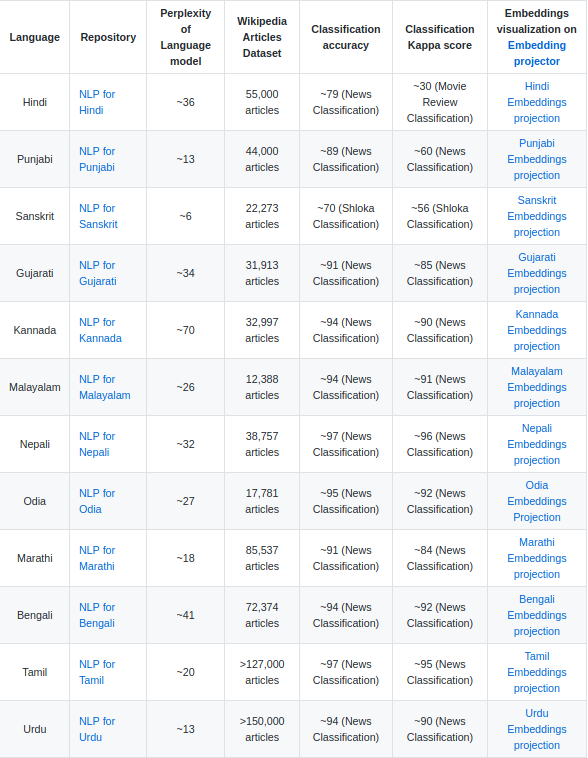 Language Repository Perplexity of Language model Wikipedia Articles Dataset Classification accuracy Classification Kappa score Embeddings visualization on Embedding projector
Hindi NLP for Hindi ~36 55,000 articles ~79 (News Classification) ~30 (Movie Review Classification) Hindi Embeddings projection
Punjabi NLP for Punjabi ~13 44,000 articles ~89 (News Classification) ~60 (News Classification) Punjabi Embeddings projection
Sanskrit NLP for Sanskrit ~6 22,273 articles ~70 (Shloka Classification) ~56 (Shloka Classification) Sanskrit Embeddings projection
Gujarati NLP for Gujarati ~34 31,913 articles ~91 (News Classification) ~85 (News Classification) Gujarati Embeddings projection
Kannada NLP for Kannada ~70 32,997 articles ~94 (News Classification) ~90 (News Classification) Kannada Embeddings projection
Malayalam NLP for Malayalam ~26 12,388 articles ~94 (News Classification) ~91 (News Classification) Malayalam Embeddings projection
Nepali NLP for Nepali ~32 38,757 articles ~97 (News Classification) ~96 (News Classification) Nepali Embeddings projection
Odia NLP for Odia ~27 17,781 articles ~95 (News Classification) ~92 (News Classification) Odia Embeddings Projection
Marathi NLP for Marathi ~18 85,537 articles ~91 (News Classification) ~84 (News Classification) Marathi Embeddings projection
Bengali NLP for Bengali ~41 72,374 articles ~94 (News Classification) ~92 (News Classification) Bengali Embeddings projection
Tamil NLP for Tamil ~20 >127,000 articles ~97 (News Classification) ~95 (News Classification) Tamil Embeddings projection
Urdu NLP for Urdu ~13 >150,000 articles ~94 (News Classification) ~90 (News Classification) Urdu Embeddings projection